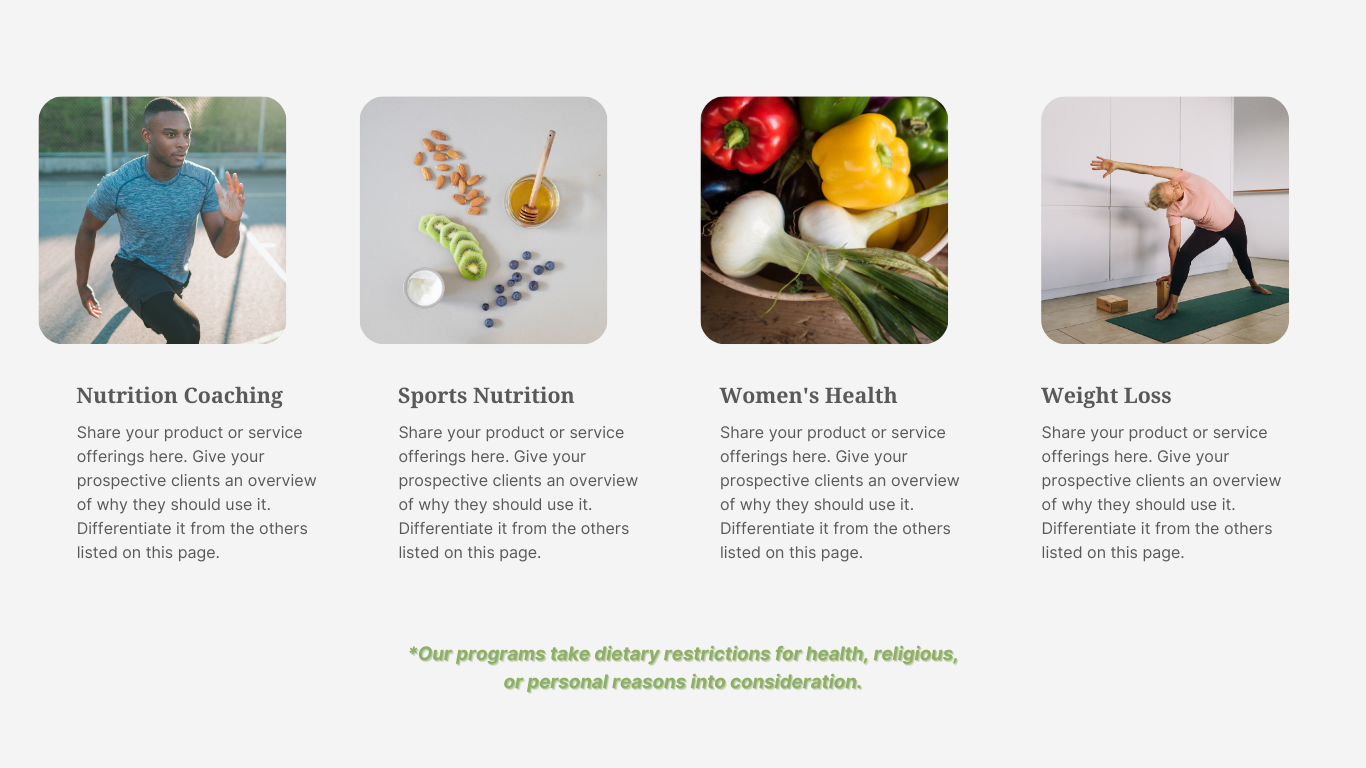 Nutrition Coaching
Share your product or service
offerings here. Give your
prospective clients an overview
of why they should use it.
Differentiate it from the others
listed on this page.
Sports Nutrition
Share your product or service
offerings here. Give your
prospective clients an overview
of why they should use it.
Differentiate it from the others
listed on this page.
Women's Health
Share your product or service
offerings here. Give your
prospective clients an overview
of why they should use it.
Differentiate it from the others
listed on this page.
Weight Loss
Share your product or service
offerings here. Give your
prospective clients an overview
of why they should use it.
Differentiate it from the others
listed on this page.
*Our programs take dietary restrictions for health, religious,
or personal reasons into consideration.